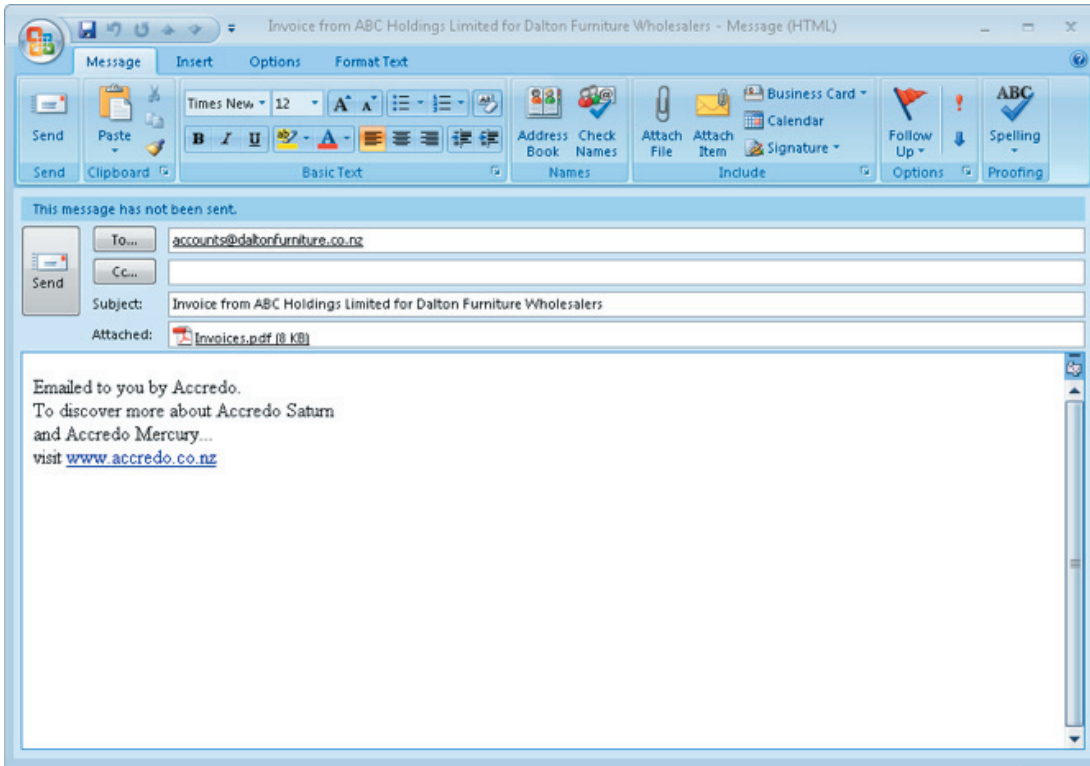 Invoice from ABC Holdings Limited for Dalton Furniture Wholesalers - Message (HTML)
Message Insert Options Format Text
Send
Paste
Times New 12
B I U
Address Book
Check Names
Attach File
Attach Item
Business Card
Calendar
Signature
Follow Up
ABC
Spelling
Send Clipboard Basic Text Names Include Options Proofing
This message has not been sent.
Send
To... accounts@daltonfurniture.co.nz
Cc...
Subject: Invoice from ABC Holdings Limited for Dalton Furniture Wholesalers
Attached: Invoices.pdf (8 KB)
Emailed to you by Accredo.
To discover more about Accredo Saturn
and Accredo Mercury...
visit www.accredo.co.nz